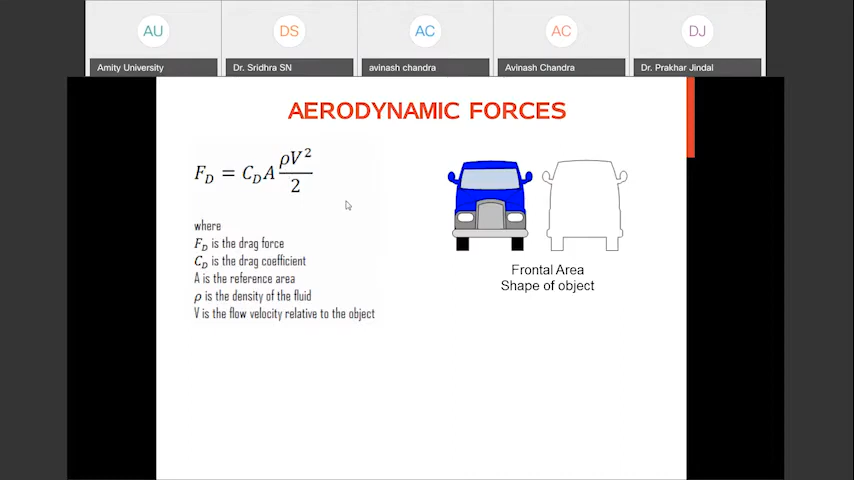 AU DS AC AC DJ
Amity University Dr. Sridhra SN avinash chandra Avinash Chandra Dr. Prakhar Jindal
AERODYNAMIC FORCES
F_D = C_D A ρV²/2
where
F_D is the drag force
C_D is the drag coefficient
A is the reference area
ρ is the density of the fluid
V is the flow velocity relative to the object
Frontal Area
Shape of object